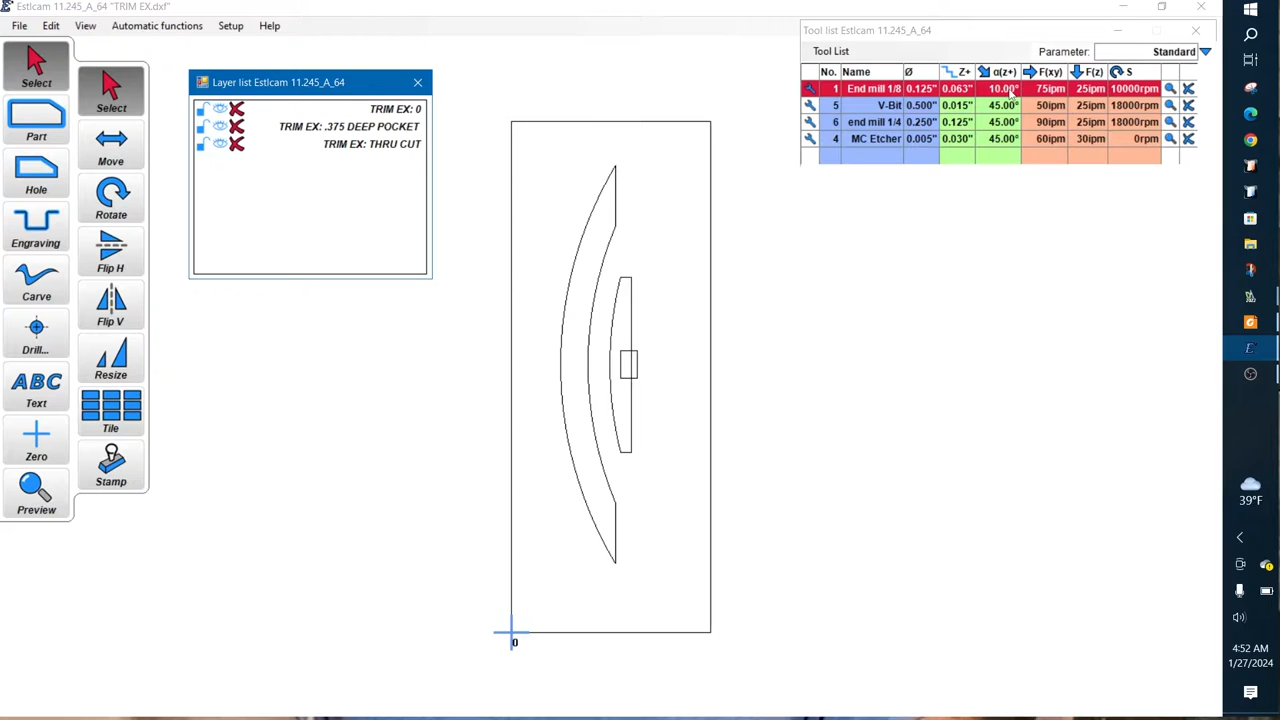 Estlcam 11.245_A_64 "TRIM EX.dxf"
File Edit View Automatic functions Setup Help
Select
Part
Hole
Engraving
Carve
Drill...
ABC
Text
Zero
Preview
Select
Move
Rotate
Flip H
Flip V
Resize
Tile
Stamp
Layer list Estlcam 11.245_A_64
TRIM EX: 0
TRIM EX: .375 DEEP POCKET
TRIM EX: THRU CUT
0
Tool list Estlcam 11.245_A_64
Tool List Parameter: Standard
No. Name Ø Z+ α(z+) F(xy) F(z) S
1 End mill 1/8 0.125" 0.063" 10.00° 75ipm 25ipm 10000rpm
5 V-Bit 0.500" 0.015" 45.00° 50ipm 25ipm 18000rpm
6 end mill 1/4 0.250" 0.125" 45.00° 90ipm 25ipm 18000rpm
4 MC Etcher 0.005" 0.030" 45.00° 60ipm 30ipm 0rpm
39°F
4:52 AM
1/27/2024